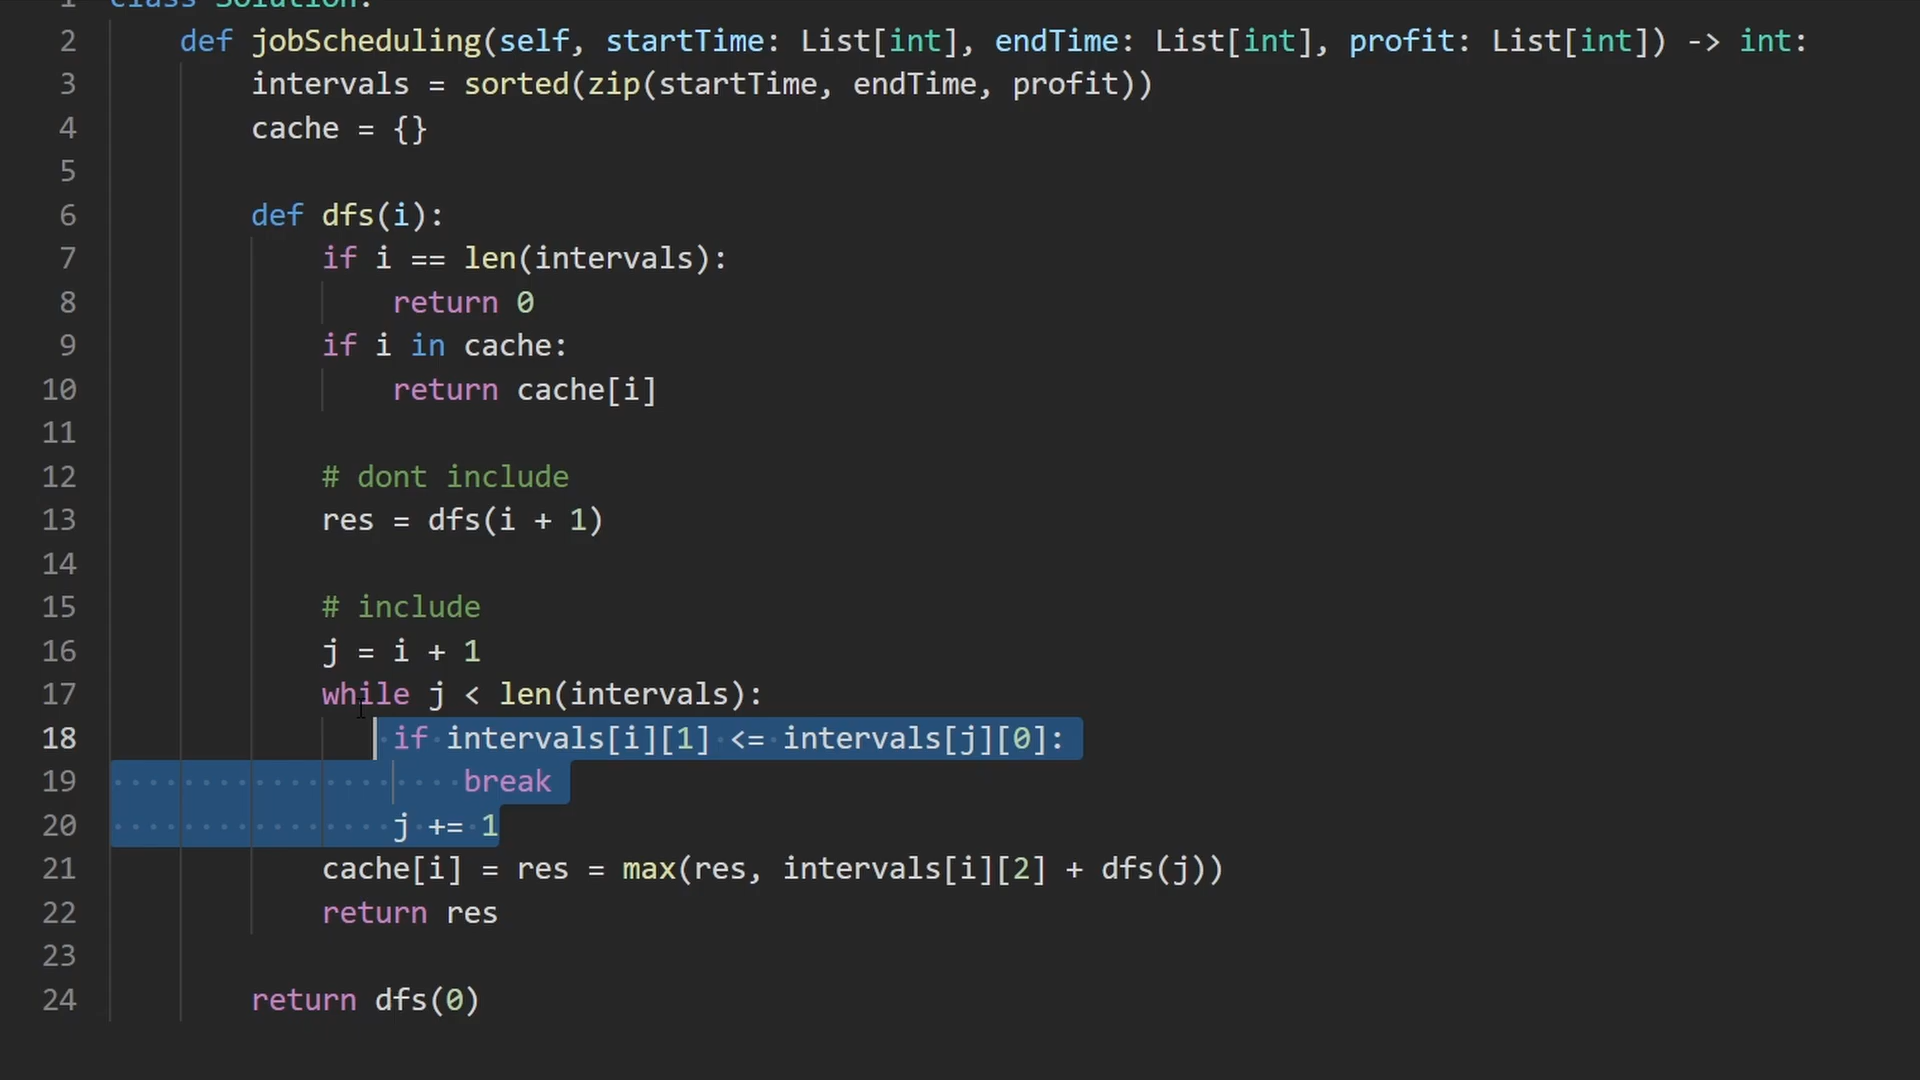 1 class Solution:
2 def jobScheduling(self, startTime: List[int], endTime: List[int], profit: List[int]) -> int:
3 intervals = sorted(zip(startTime, endTime, profit))
4 cache = {}
5
6 def dfs(i):
7 if i == len(intervals):
8 return 0
9 if i in cache:
10 return cache[i]
11
12 # dont include
13 res = dfs(i + 1)
14
15 # include
16 j = i + 1
17 while j < len(intervals):
18 if intervals[i][1] <= intervals[j][0]:
19 break
20 j += 1
21 cache[i] = res = max(res, intervals[i][2] + dfs(j))
22 return res
23
24 return dfs(0)